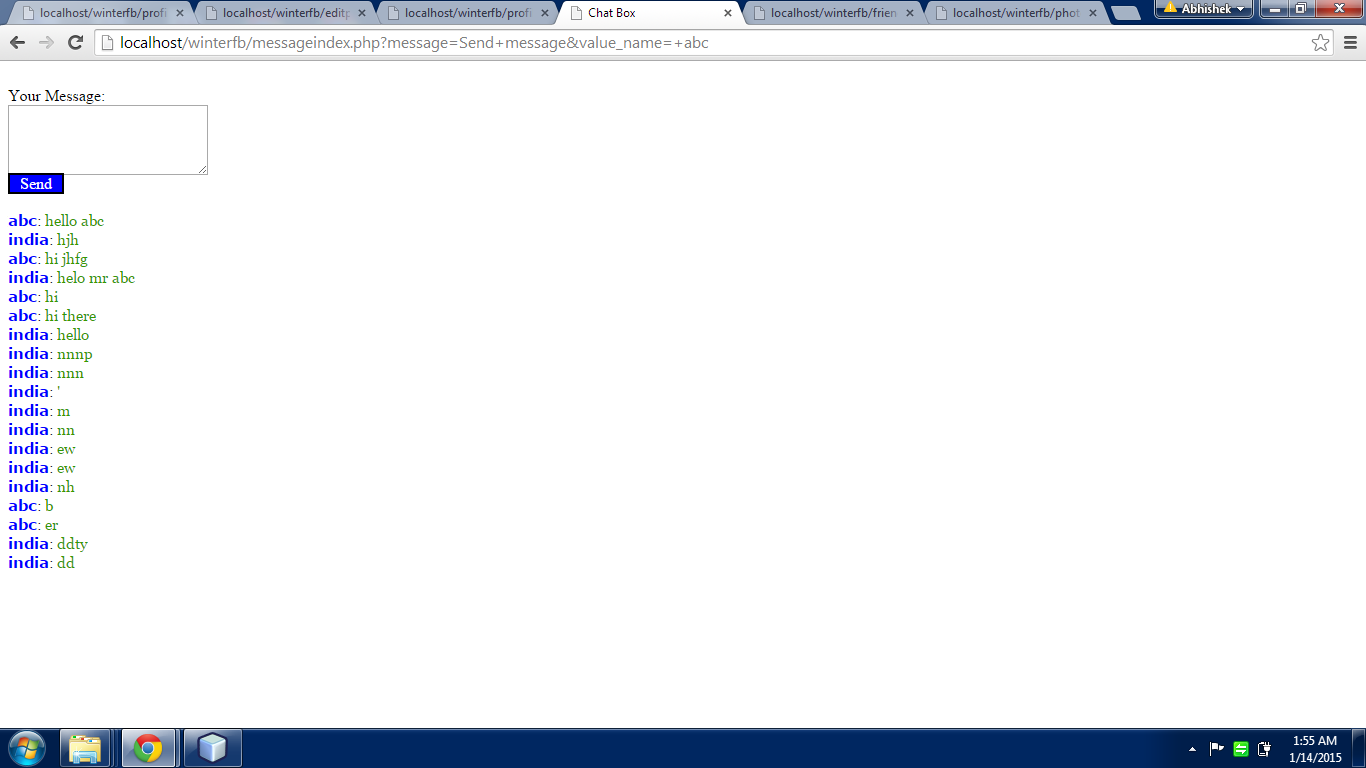 localhost/winterfb/profi
localhost/winterfb/editp
localhost/winterfb/profi
Chat Box
localhost/winterfb/frien
localhost/winterfb/phot
Abhishek
localhost/winterfb/messageindex.php?message=Send+message&value_name=+abc
Your Message:
Send
abc: hello abc
india: hjh
abc: hi jhfg
india: helo mr abc
abc: hi
abc: hi there
india: hello
india: nnnp
india: nnn
india: '
india: m
india: nn
india: ew
india: ew
india: nh
abc: b
abc: er
india: ddty
india: dd
1:55 AM
1/14/2015